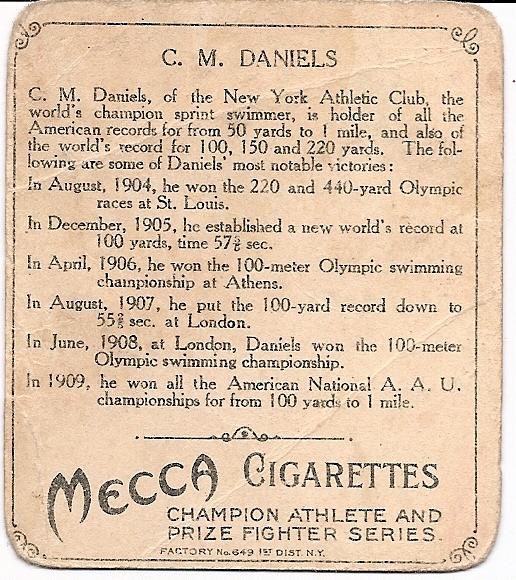 C. M. DANIELS
C. M. Daniels, of the New York Athletic Club, the
world's champion sprint swimmer, is holder of all the
American records for from 50 yards to 1 mile, and also of
the world's record for 100, 150 and 220 yards. The fol-
lowing are some of Daniels' most notable victories:
In August, 1904, he won the 220 and 440-yard Olympic
races at St. Louis.
In December, 1905, he established a new world's record at
100 yards, time 57⅗ sec.
In April, 1906, he won the 100-meter Olympic swimming
championship at Athens.
In August, 1907, he put the 100-yard record down to
55⅖ sec. at London.
In June, 1908, at London, Daniels won the 100-meter
Olympic swimming championship.
In 1909, he won all the American National A. A. U.
championships for from 100 yards to 1 mile.
MECCA CIGARETTES
CHAMPION ATHLETE AND
PRIZE FIGHTER SERIES.
FACTORY No. 649 1ST DIST. N.Y.